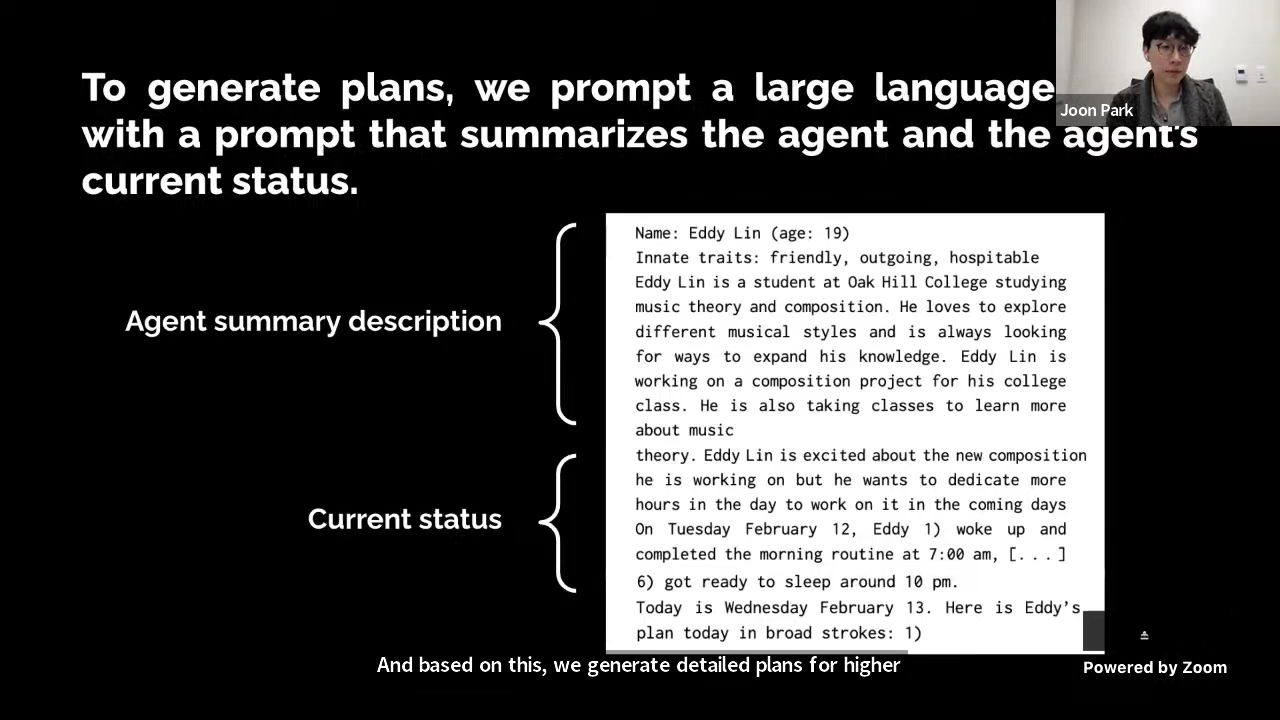 To generate plans, we prompt a large language
with a prompt that summarizes the agent and the agent's
current status.
Joon Park
Agent summary description
Current status
Name: Eddy Lin (age: 19)
Innate traits: friendly, outgoing, hospitable
Eddy Lin is a student at Oak Hill College studying
music theory and composition. He loves to explore
different musical styles and is always looking
for ways to expand his knowledge. Eddy Lin is
working on a composition project for his college
class. He is also taking classes to learn more
about music
theory. Eddy Lin is excited about the new composition
he is working on but he wants to dedicate more
hours in the day to work on it in the coming days
On Tuesday February 12, Eddy 1) woke up and
completed the morning routine at 7:00 am, [...]
6) got ready to sleep around 10 pm.
Today is Wednesday February 13. Here is Eddy’s
plan today in broad strokes: 1)
And based on this, we generate detailed plans for higher
Powered by Zoom